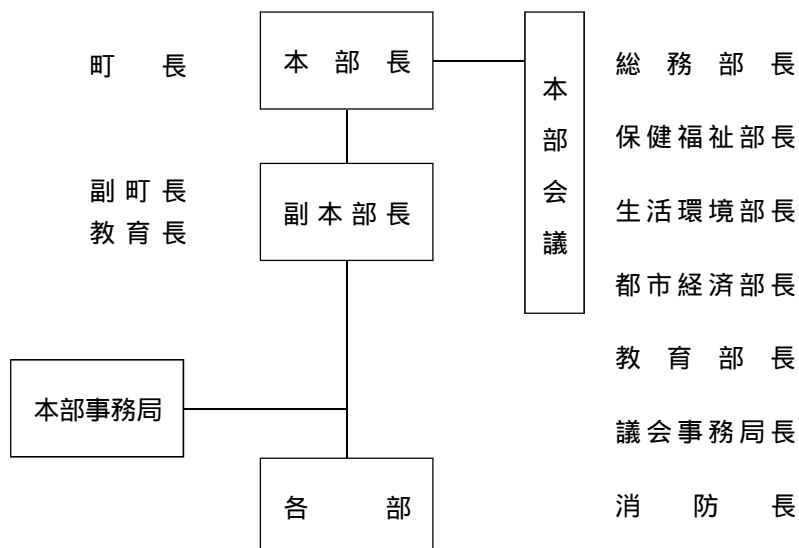 町長
本部長
副町長
教育長
副本部長
本部会議
総務部長
保健福祉部長
生活環境部長
都市経済部長
教育部長
議会事務局長
消防長
本部事務局
各部